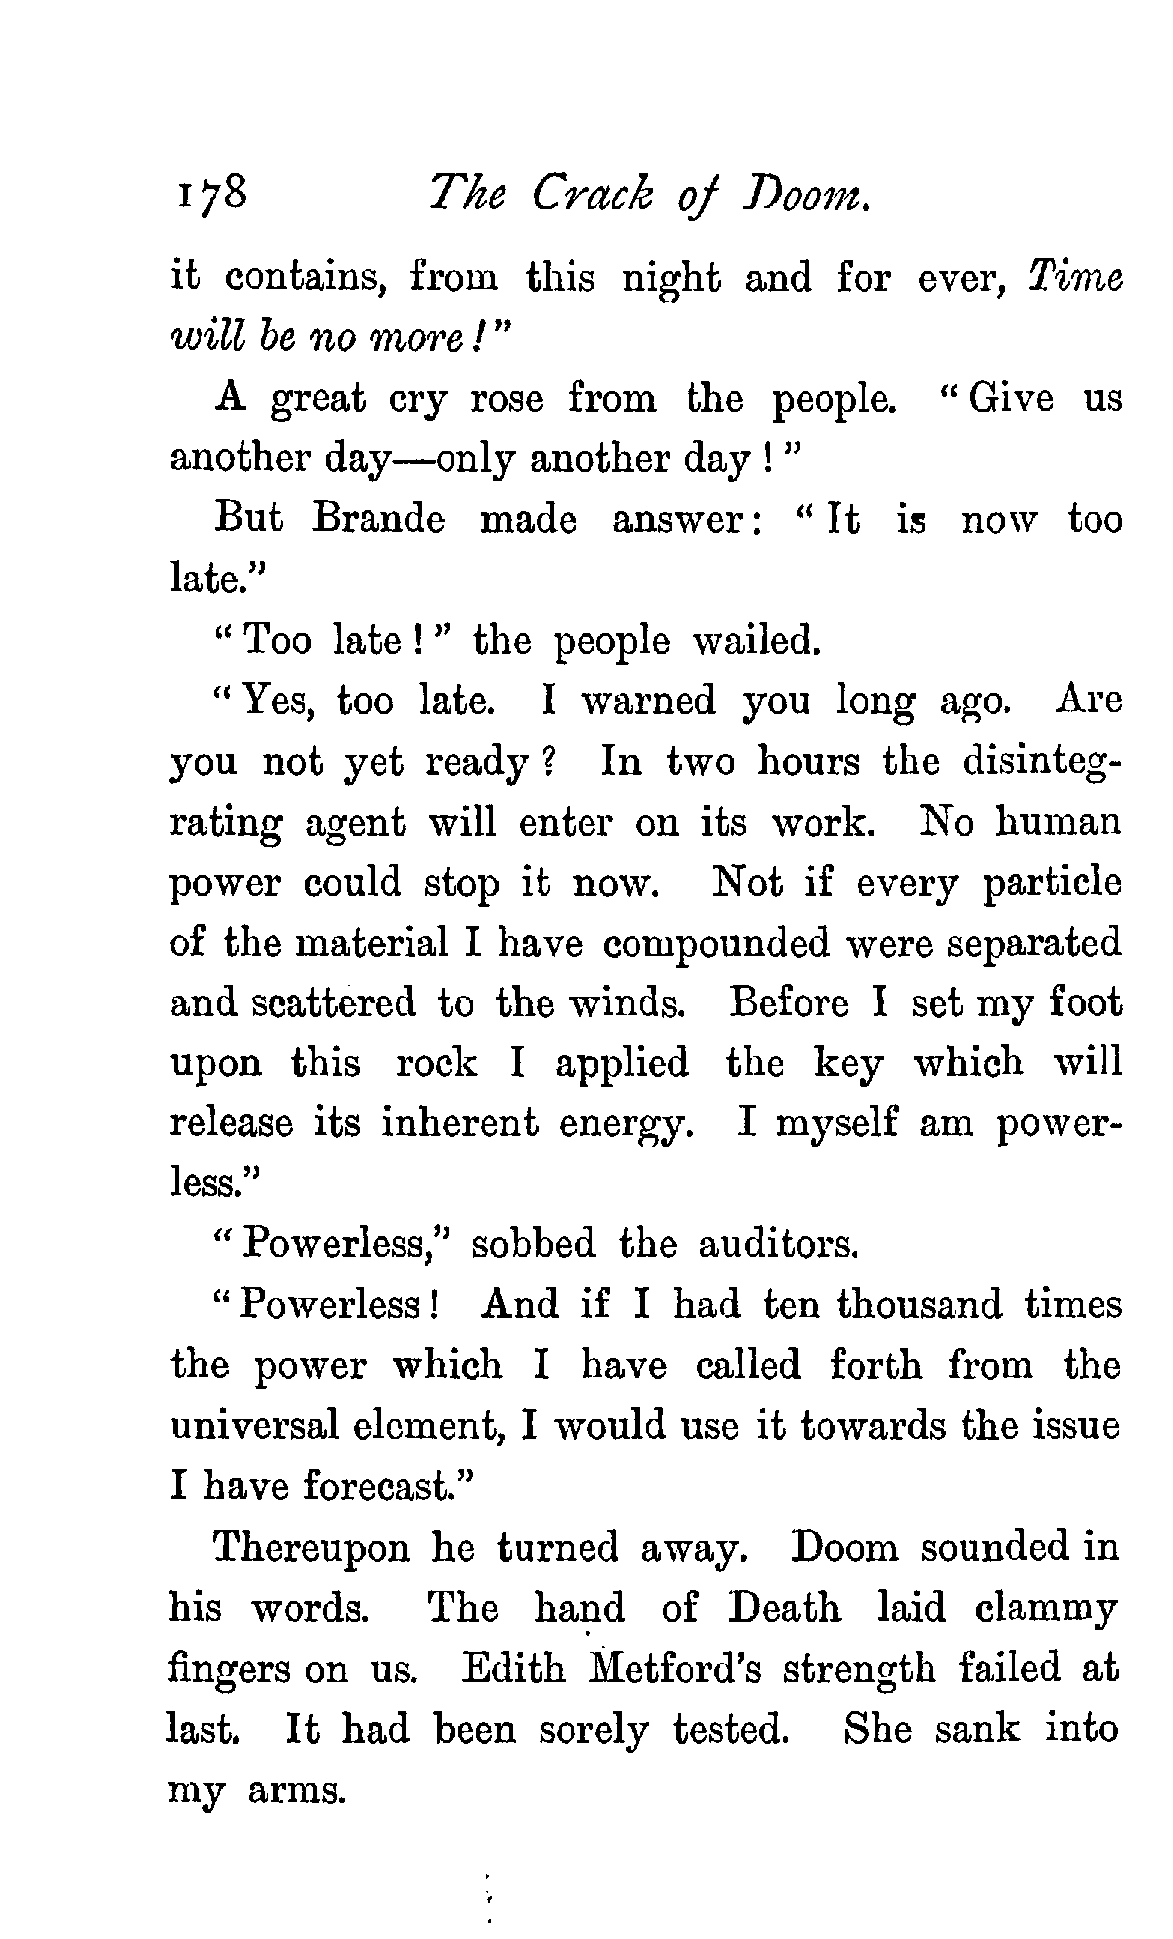 178 The Crack of Doom.
it contains, from this night and for ever, Time
will be no more!"
A great cry rose from the people. "Give us
another day—only another day!"
But Brande made answer: "It is now too
late."
"Too late!" the people wailed.
"Yes, too late. I warned you long ago. Are
you not yet ready? In two hours the disinteg-
rating agent will enter on its work. No human
power could stop it now. Not if every particle
of the material I have compounded were separated
and scattered to the winds. Before I set my foot
upon this rock I applied the key which will
release its inherent energy. I myself am power-
less."
"Powerless," sobbed the auditors.
"Powerless! And if I had ten thousand times
the power which I have called forth from the
universal element, I would use it towards the issue
I have forecast."
Thereupon he turned away. Doom sounded in
his words. The hand of Death laid clammy
fingers on us. Edith Metford's strength failed at
last. It had been sorely tested. She sank into
my arms.